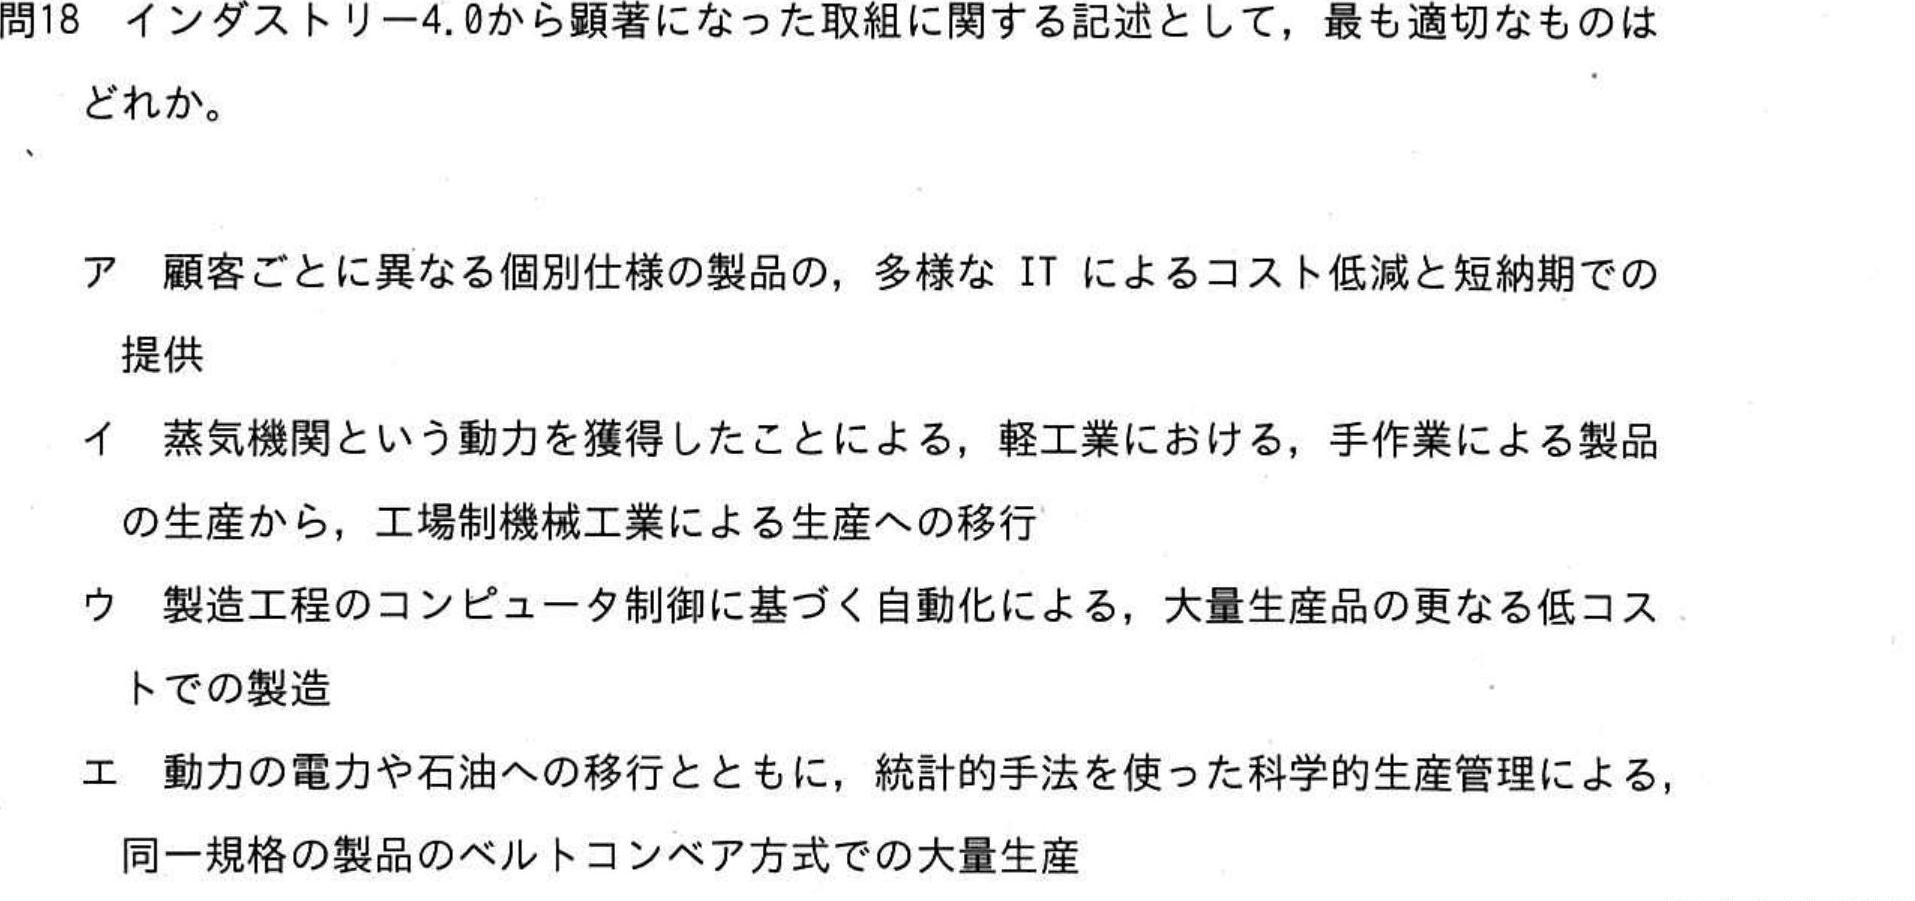 問18　インダストリー4.0から顕著になった取組に関する記述として，最も適切なものは
どれか。
ア　顧客ごとに異なる個別仕様の製品の，多様な IT によるコスト低減と短納期での
提供
イ　蒸気機関という動力を獲得したことによる，軽工業における，手作業による製品
の生産から，工場制機械工業による生産への移行
ウ　製造工程のコンピュータ制御に基づく自動化による，大量生産品の更なる低コス
トでの製造
エ　動力の電力や石油への移行とともに，統計的手法を使った科学的生産管理による，
同一規格の製品のベルトコンベア方式での大量生産